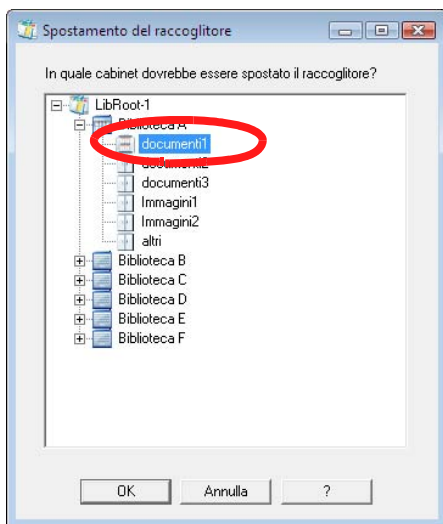 Spostamento del raccoglitore
In quale cabinet dovrebbe essere spostato il raccoglitore?
LibRoot-1
Biblioteca A
documenti1
documenti2
documenti3
Immagini1
Immagini2
altri
Biblioteca B
Biblioteca C
Biblioteca D
Biblioteca E
Biblioteca F
OK Annulla ?